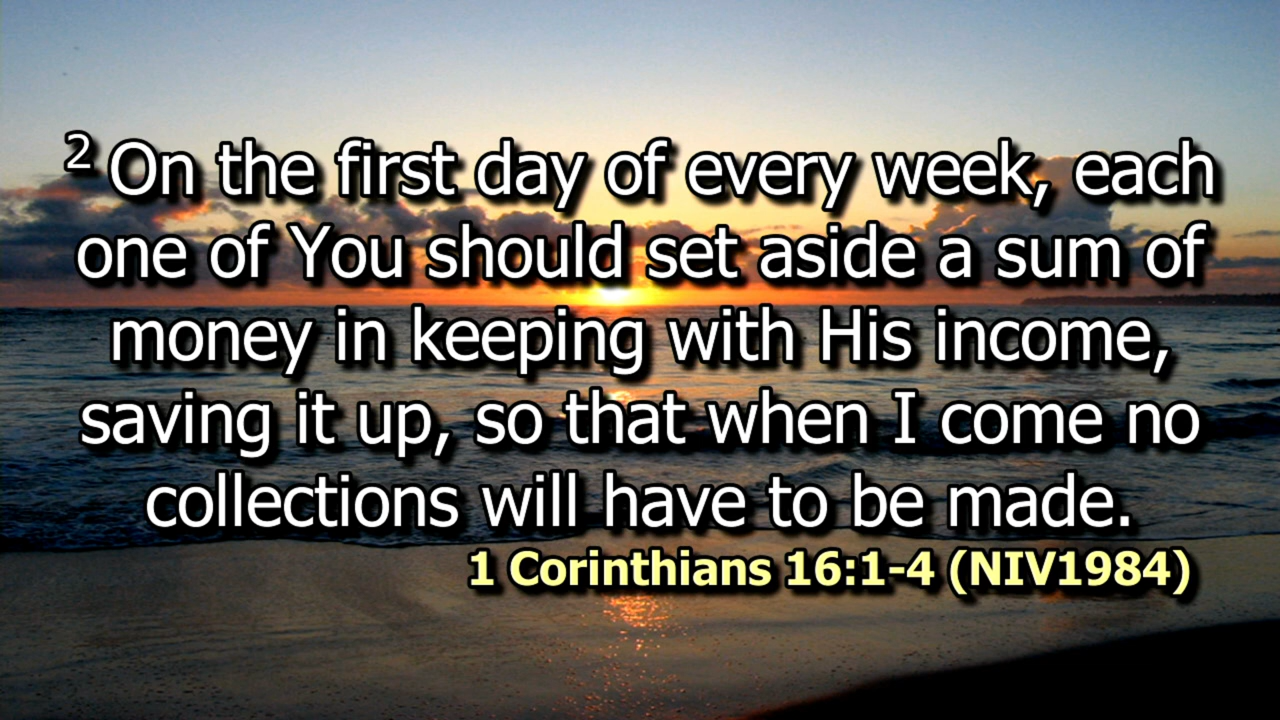 ² On the first day of every week, each
one of You should set aside a sum of
money in keeping with His income,
saving it up, so that when I come no
collections will have to be made.
1 Corinthians 16:1-4 (NIV1984)